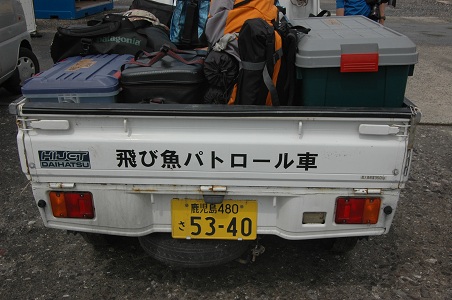 patagonia
HIJET
DAIHATSU
飛び魚パトロール車
鹿児島480
さ 53-40